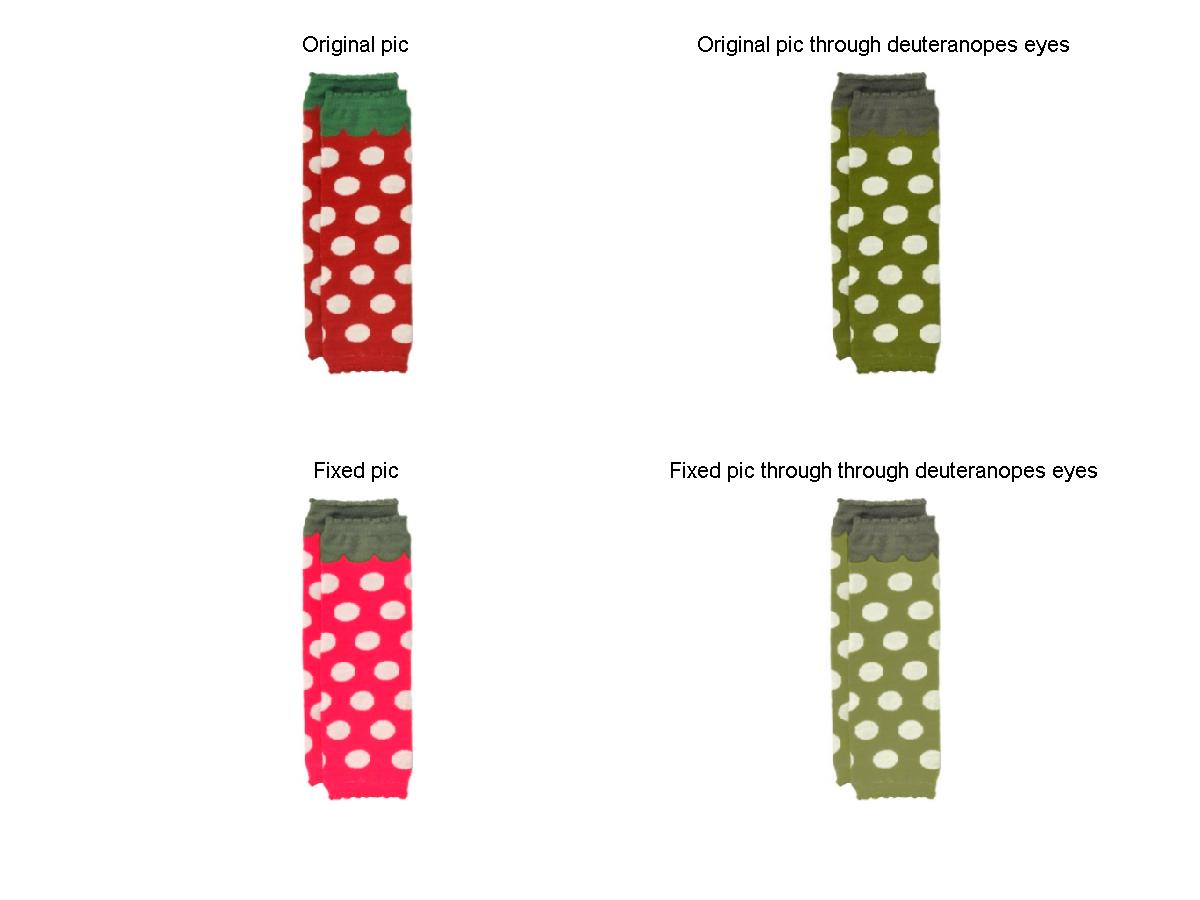 Original pic
Original pic through deuteranopes eyes
Fixed pic
Fixed pic through through deuteranopes eyes